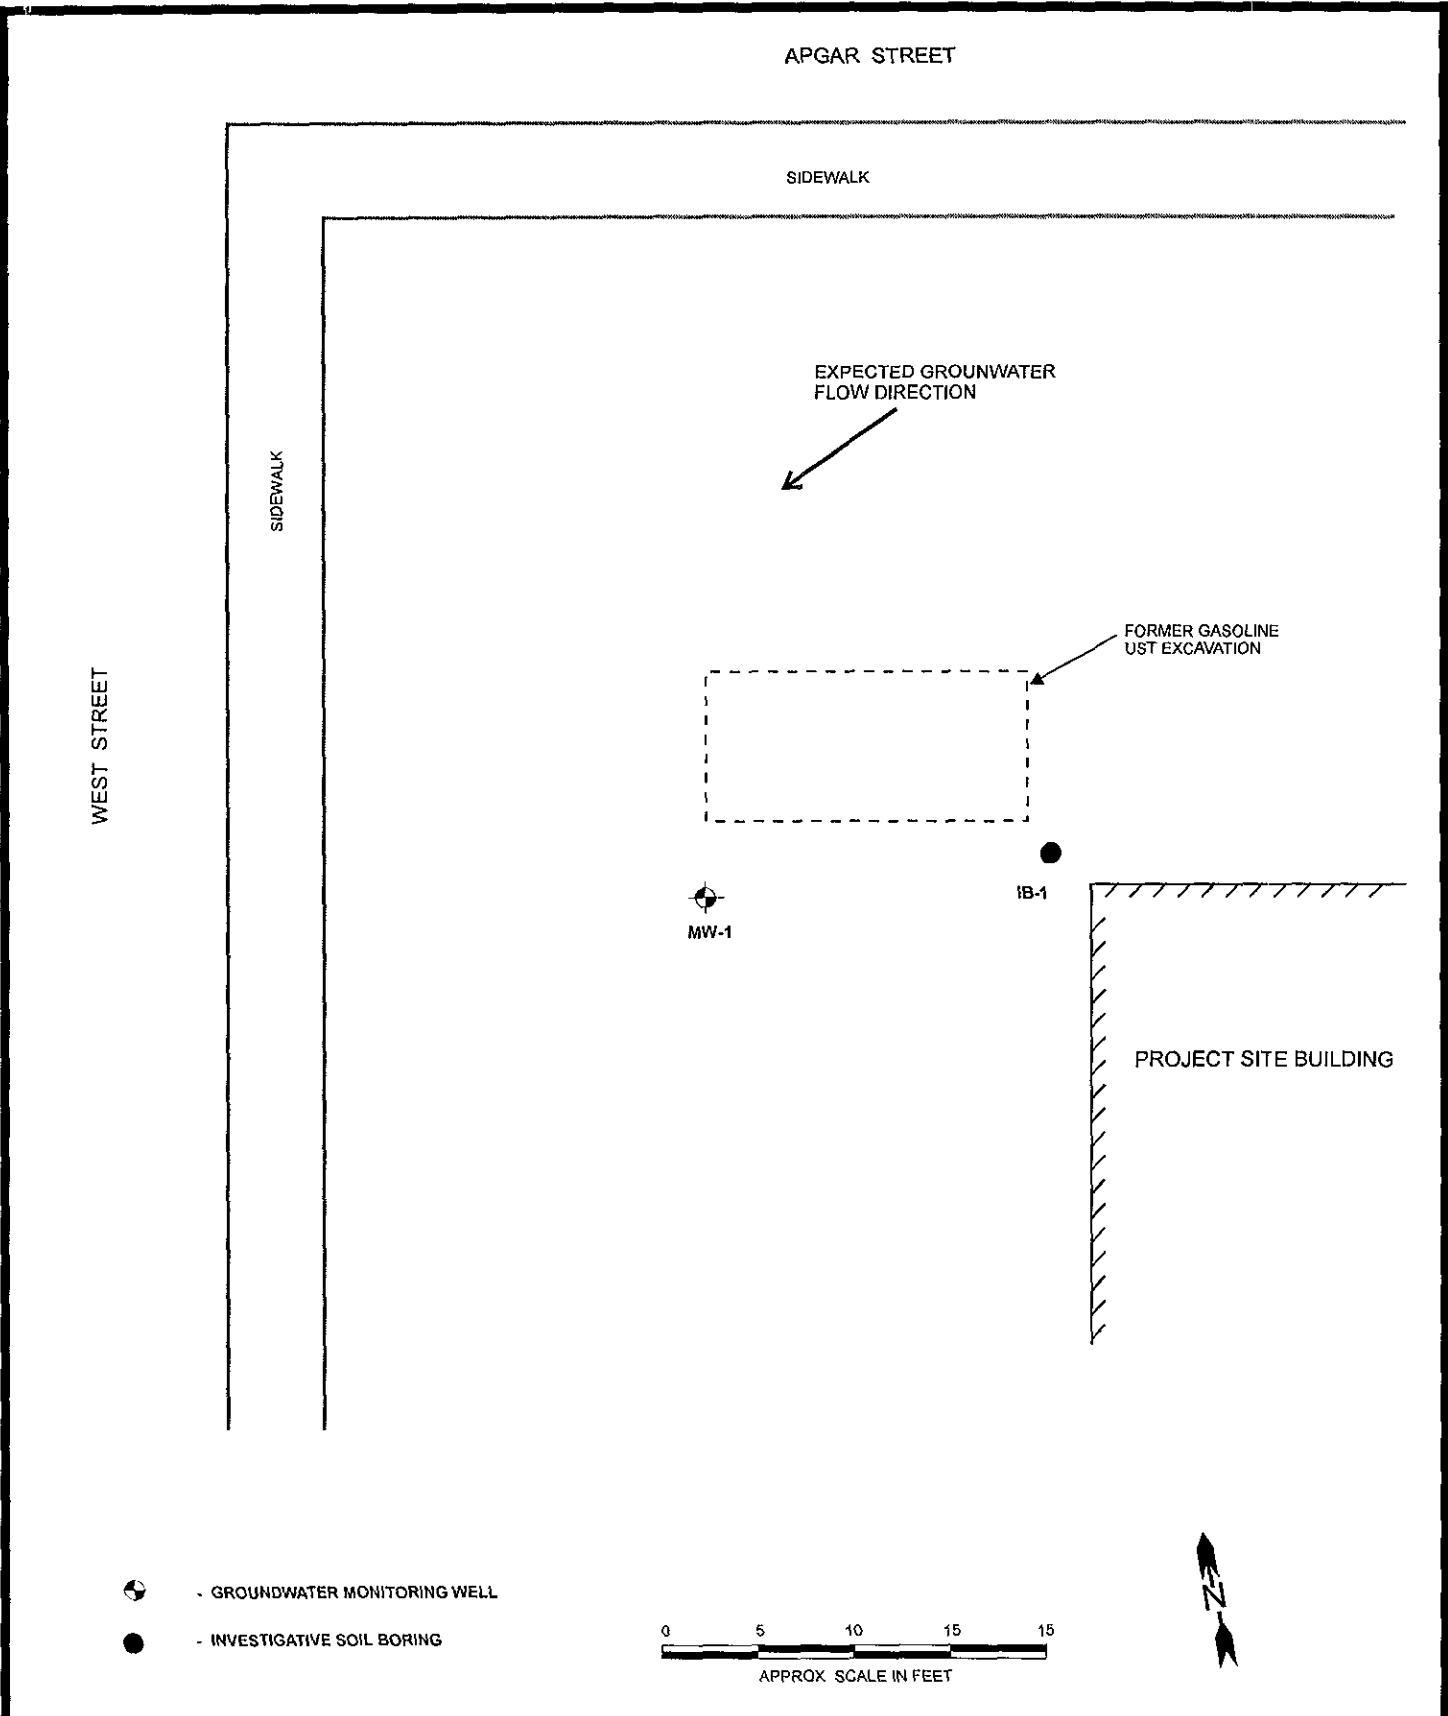 APGAR STREET
SIDEWALK
EXPECTED GROUNWATER
FLOW DIRECTION
SIDEWALK
FORMER GASOLINE
UST EXCAVATION
WEST STREET
IB-1
MW-1
PROJECT SITE BUILDING
- GROUNDWATER MONITORING WELL
- INVESTIGATIVE SOIL BORING
0 5 10 15 15
APPROX SCALE IN FEET
N